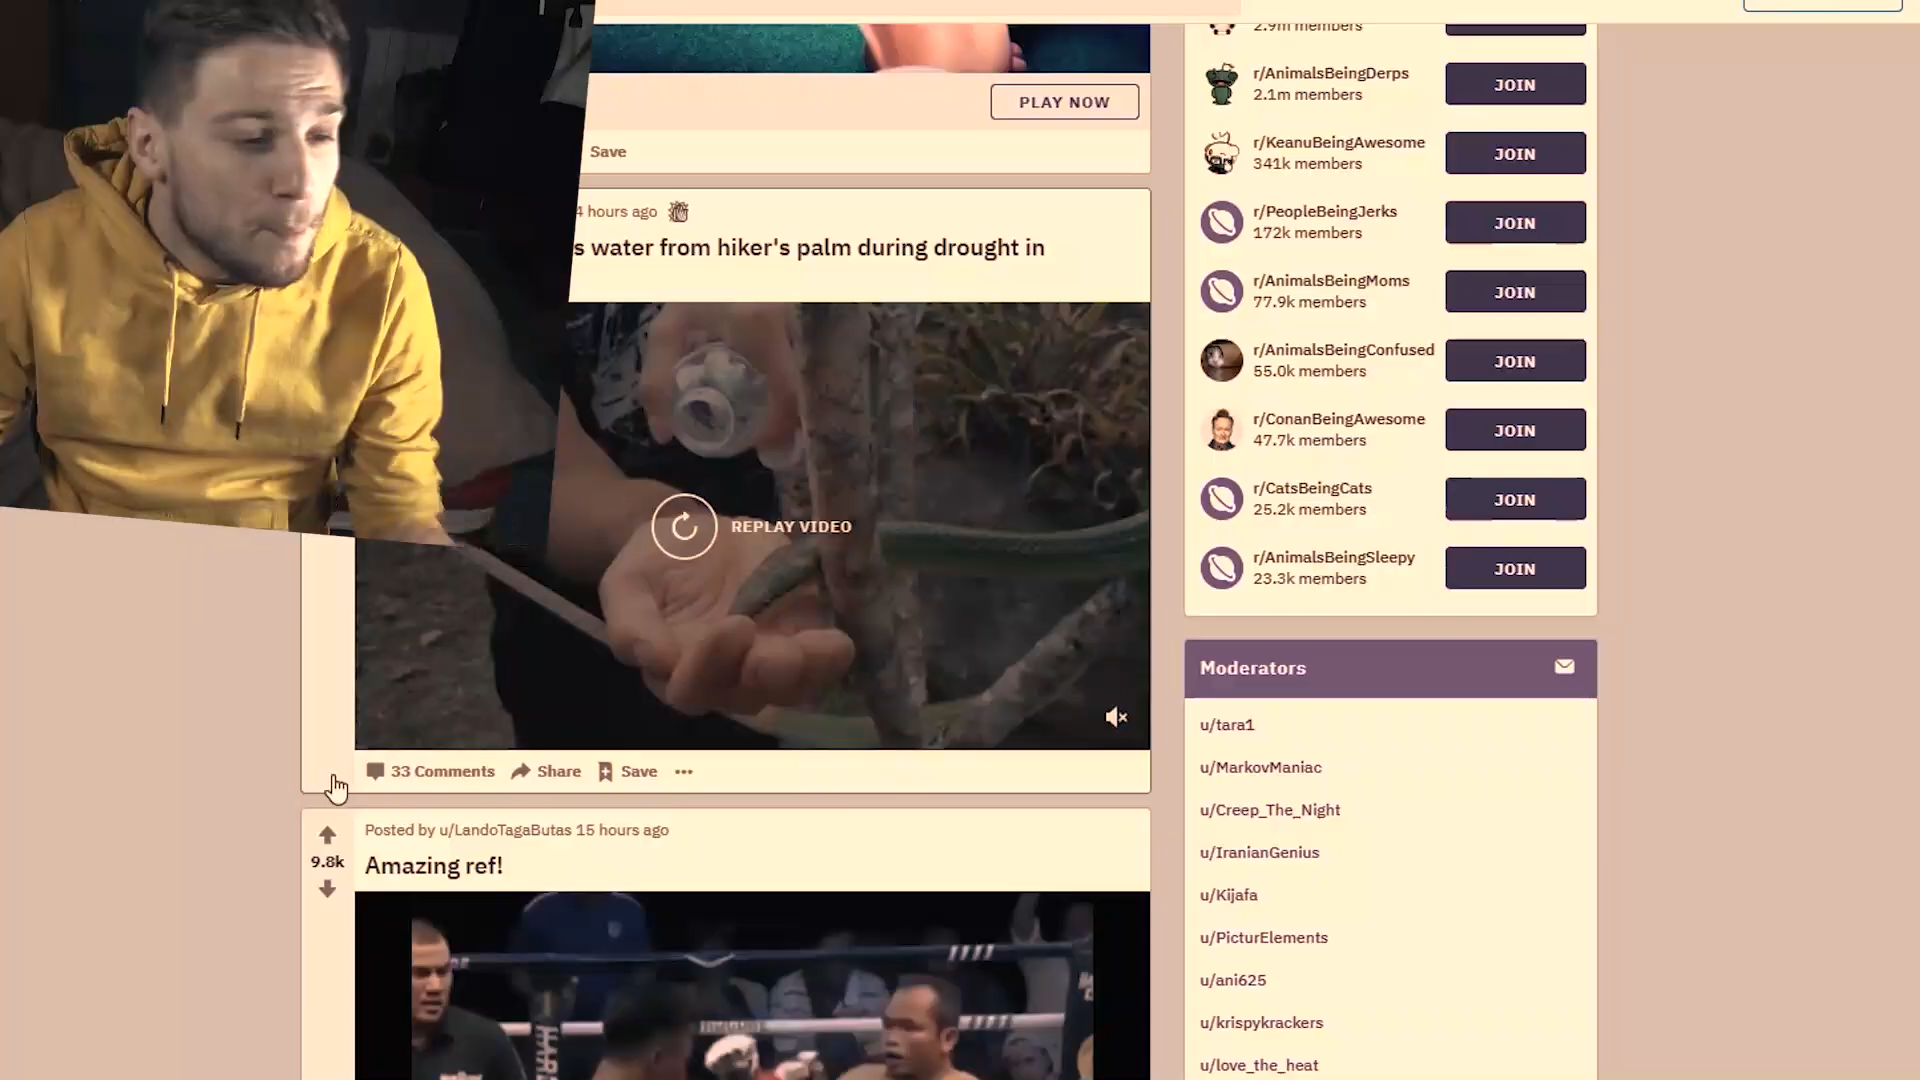 PLAY NOW
Save
4 hours ago
s water from hiker's palm during drought in
REPLAY VIDEO
33 Comments Share Save
Posted by u/LandoTagaButas 15 hours ago
9.8k
Amazing ref!
2.9m members
r/AnimalsBeingDerps
2.1m members
JOIN
r/KeanuBeingAwesome
341k members
JOIN
r/PeopleBeingJerks
172k members
JOIN
r/AnimalsBeingMoms
77.9k members
JOIN
r/AnimalsBeingConfused
55.0k members
JOIN
r/ConanBeingAwesome
47.7k members
JOIN
r/CatsBeingCats
25.2k members
JOIN
r/AnimalsBeingSleepy
23.3k members
JOIN
Moderators
u/tara1
u/MarkovManiac
u/Creep_The_Night
u/IranianGenius
u/Kijafa
u/PicturElements
u/ani625
u/krispykrackers
u/love_the_heat